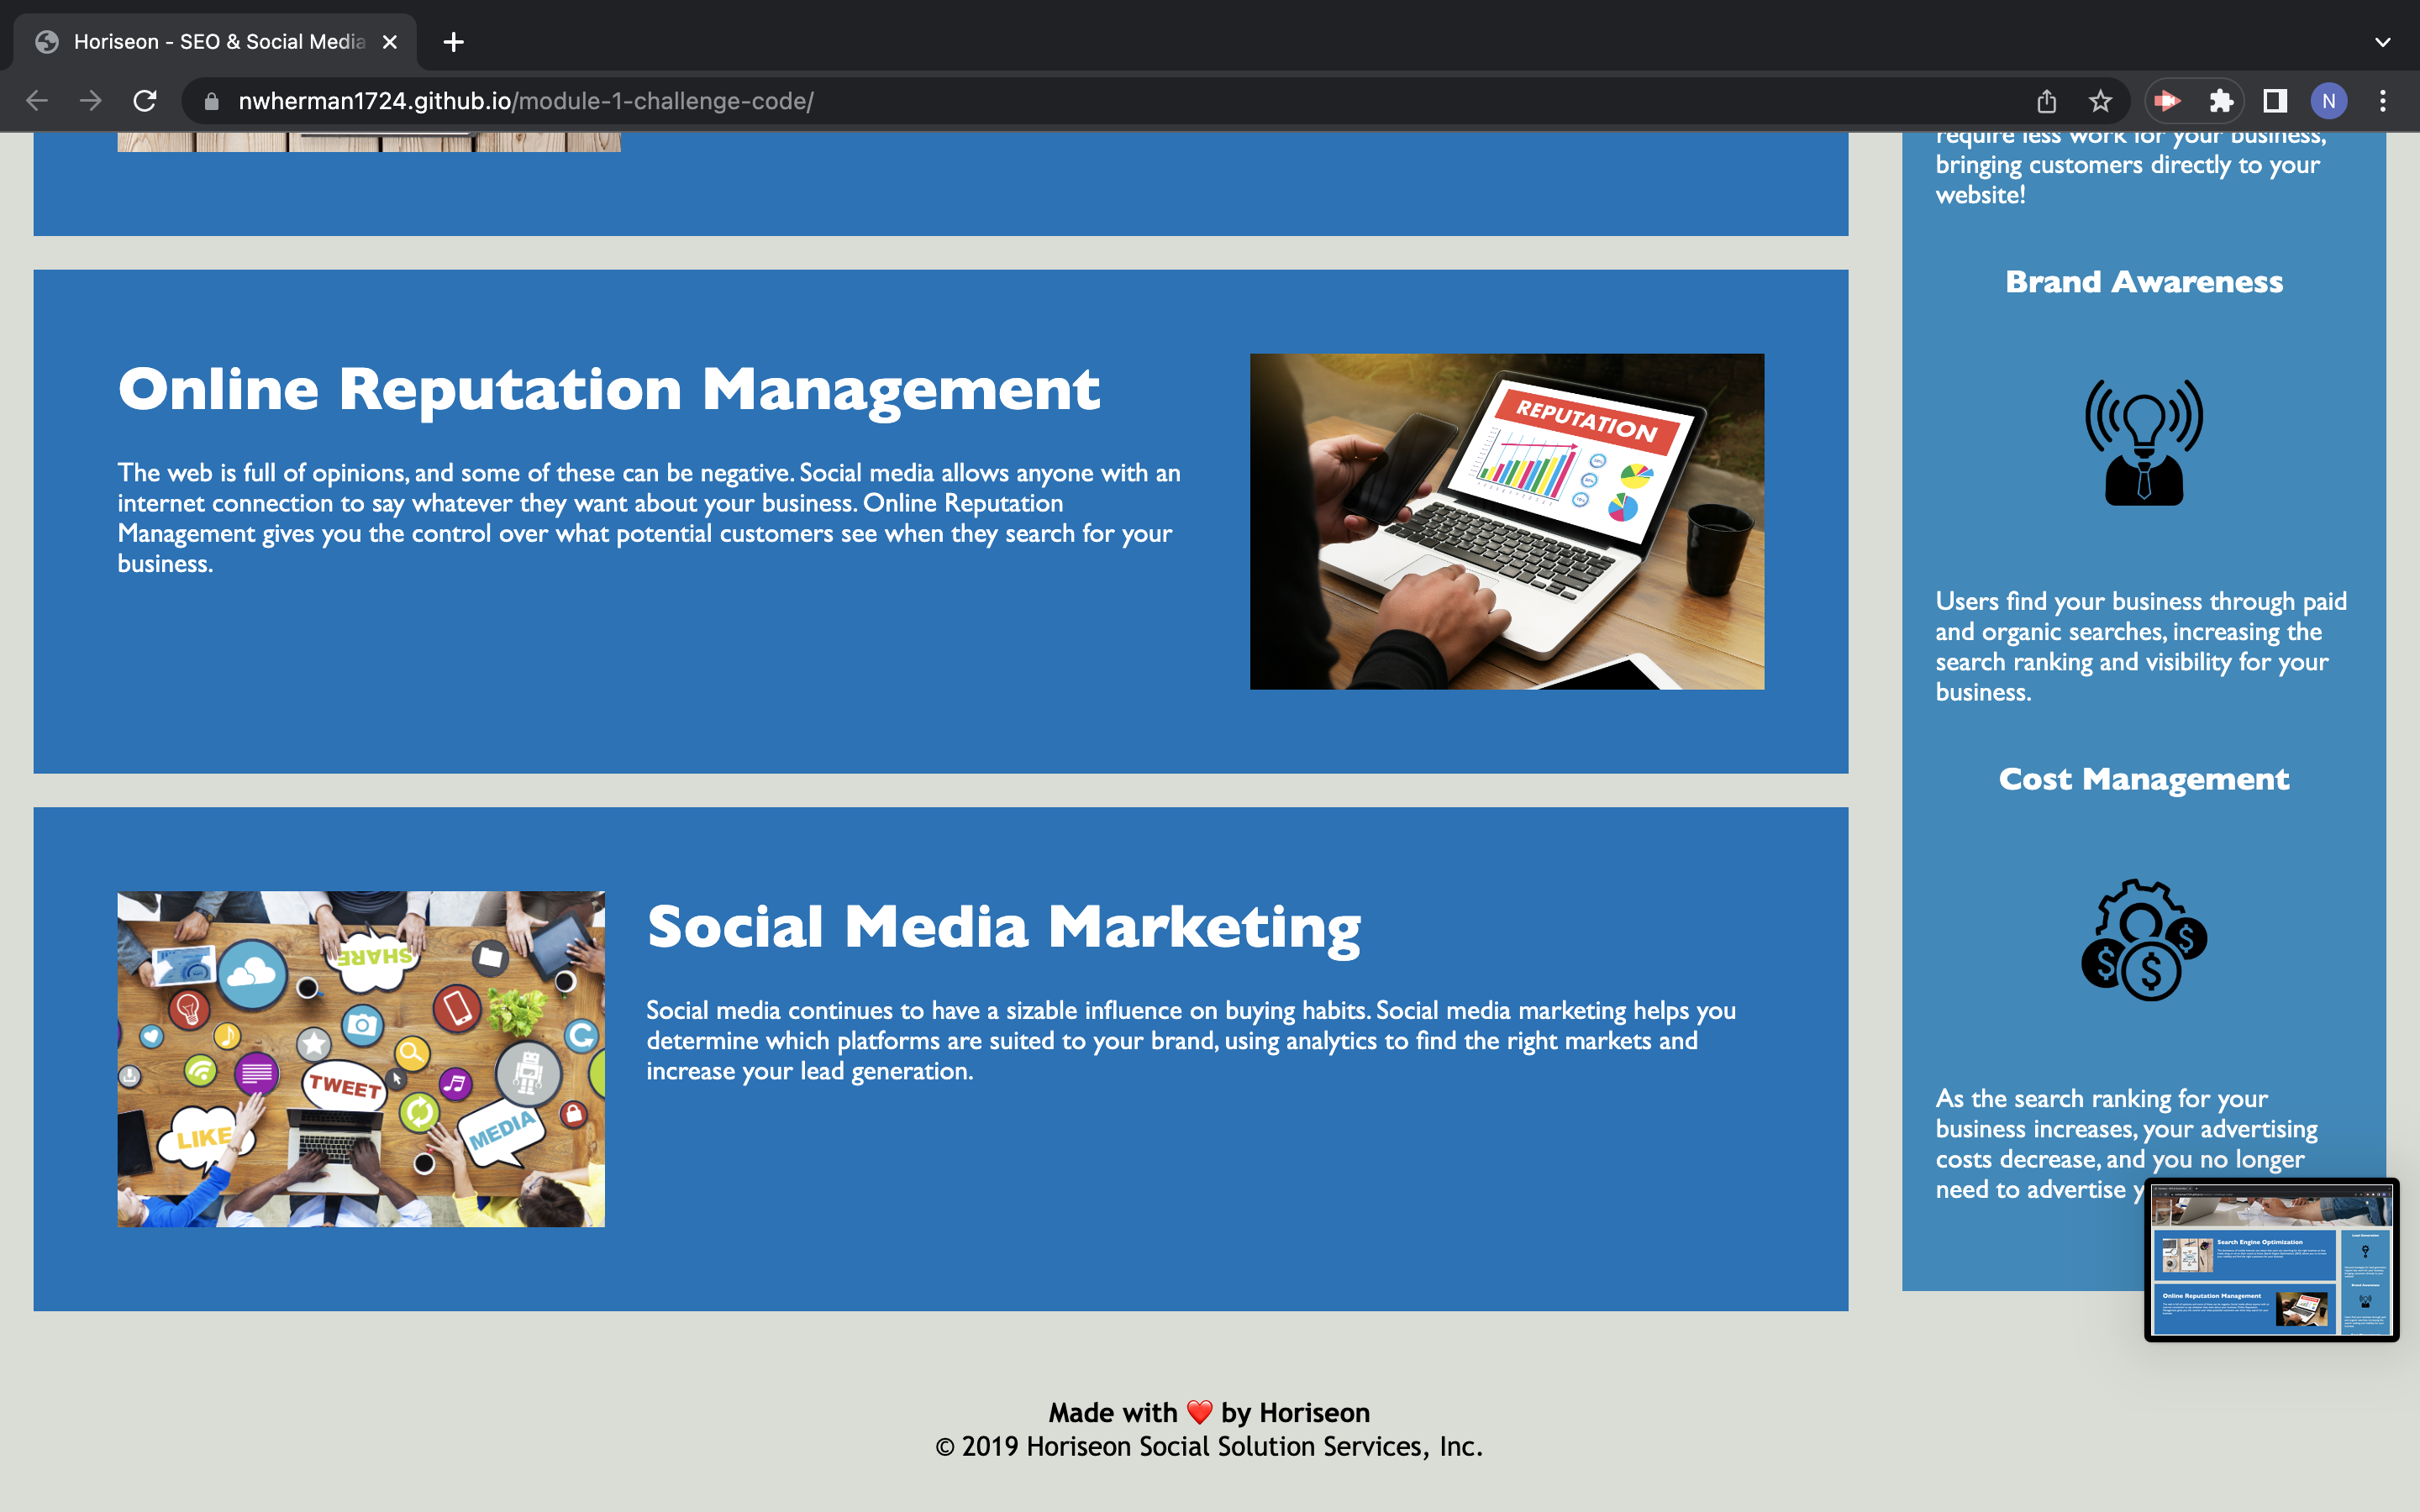 Horiseon - SEO & Social Media
nwherman1724.github.io/module-1-challenge-code/
N
require less work for your business,
bringing customers directly to your
website!
Online Reputation Management
The web is full of opinions, and some of these can be negative. Social media allows anyone with an
internet connection to say whatever they want about your business. Online Reputation
Management gives you the control over what potential customers see when they search for your
business.
REPUTATION
Social Media Marketing
Social media continues to have a sizable influence on buying habits. Social media marketing helps you
determine which platforms are suited to your brand, using analytics to find the right markets and
increase your lead generation.
SHARE
TWEET
LIKE
MEDIA
Brand Awareness
Users find your business through paid
and organic searches, increasing the
search ranking and visibility for your
business.
Cost Management
$
$
$
As the search ranking for your
business increases, your advertising
costs decrease, and you no longer
need to advertise
Search Engine Optimization
Online Reputation Management
Made with ❤️ by Horiseon
© 2019 Horiseon Social Solution Services, Inc.